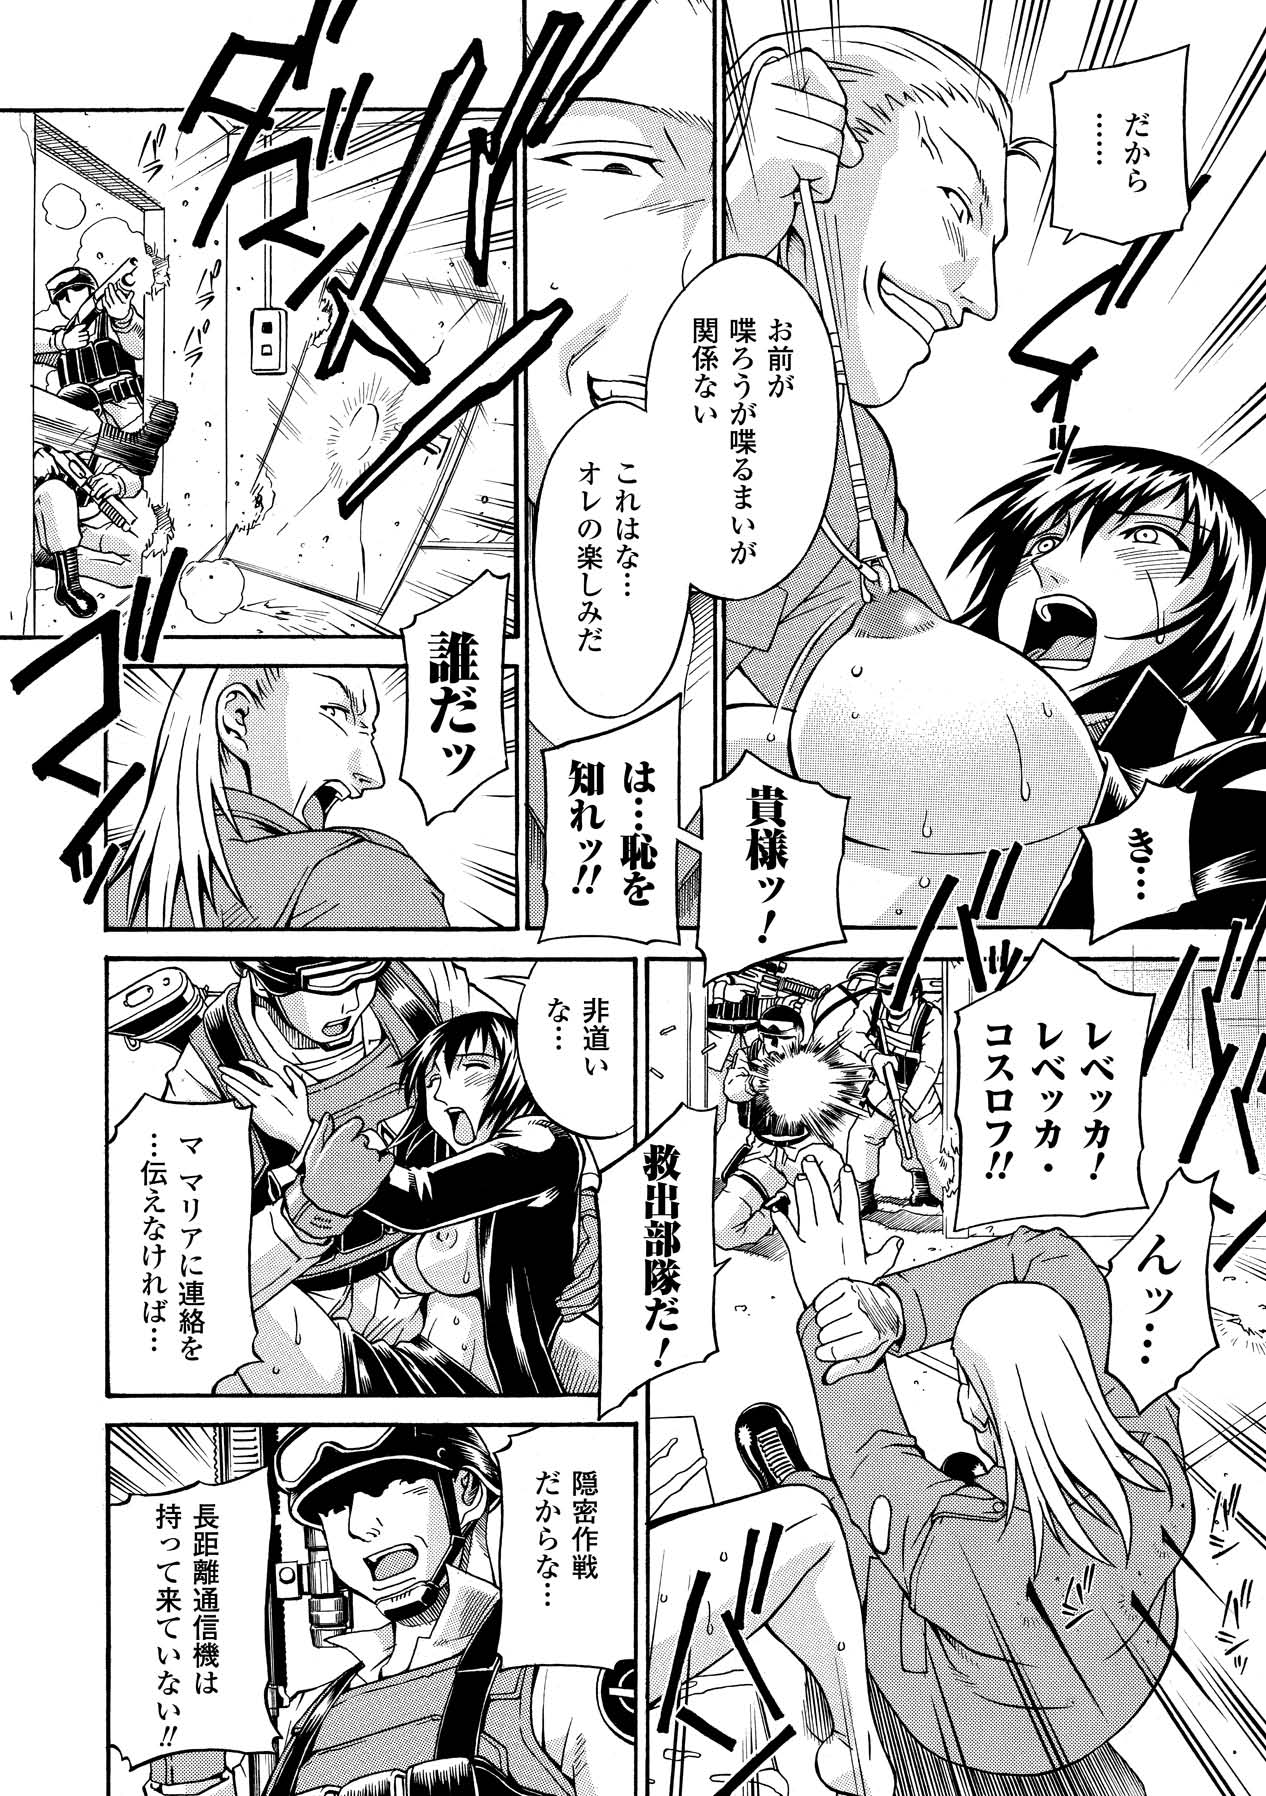 だから
……
お前が
喋ろうが喋るまいが
関係ない
これはな…
オレの楽しみだ
き…
貴様ッ！
は…恥を
知れッ!!
ダダダダッ
誰だッ
レベッカ！
レベッカ・
コスロフ!!
んッ…
救出部隊だ！
非道い
な…
マ マリアに連絡を
…伝えなければ…
隠密作戦
だからな…
長距離通信機は
持って来ていない!!